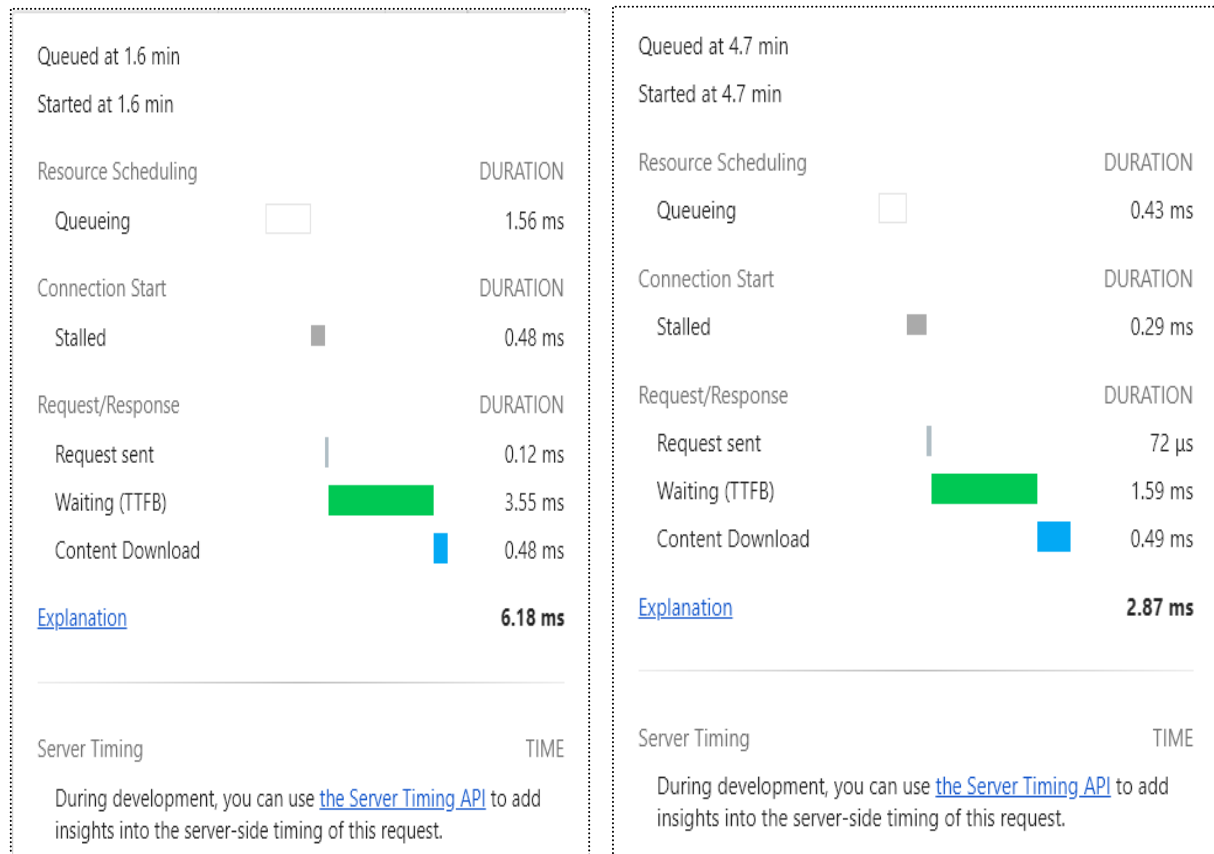 Queued at 1.6 min
Started at 1.6 min
Resource Scheduling DURATION
Queueing 1.56 ms
Connection Start DURATION
Stalled 0.48 ms
Request/Response DURATION
Request sent 0.12 ms
Waiting (TTFB) 3.55 ms
Content Download 0.48 ms
Explanation 6.18 ms
Server Timing TIME
During development, you can use the Server Timing API to add
insights into the server-side timing of this request.
Queued at 4.7 min
Started at 4.7 min
Resource Scheduling DURATION
Queueing 0.43 ms
Connection Start DURATION
Stalled 0.29 ms
Request/Response DURATION
Request sent 72 µs
Waiting (TTFB) 1.59 ms
Content Download 0.49 ms
Explanation 2.87 ms
Server Timing TIME
During development, you can use the Server Timing API to add
insights into the server-side timing of this request.